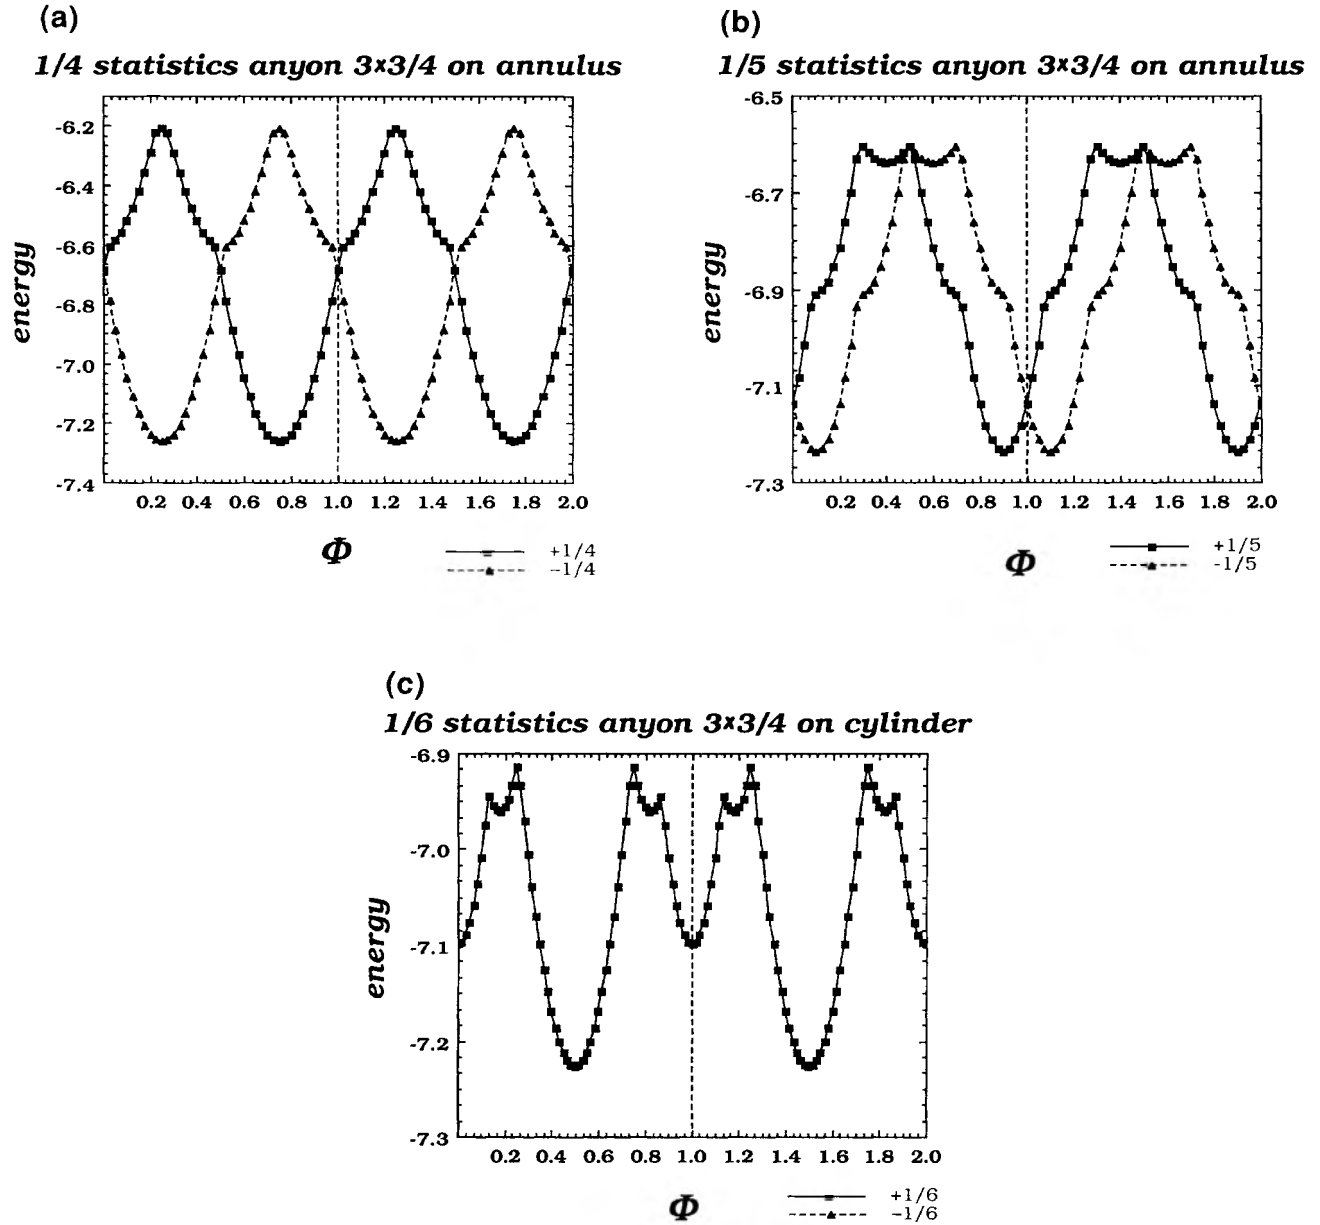 (a)
1/4 statistics anyon 3x3/4 on annulus
-6.2
-6.4
-6.6
-6.8
-7.0
-7.2
-7.4
energy
0.2 0.4 0.6 0.8 1.0 1.2 1.4 1.6 1.8 2.0
Φ
+1/4
-1/4
(b)
1/5 statistics anyon 3x3/4 on annulus
-6.5
-6.7
-6.9
-7.1
-7.3
energy
0.2 0.4 0.6 0.8 1.0 1.2 1.4 1.6 1.8 2.0
Φ
+1/5
-1/5
(c)
1/6 statistics anyon 3x3/4 on cylinder
-6.9
-7.0
-7.1
-7.2
-7.3
energy
0.2 0.4 0.6 0.8 1.0 1.2 1.4 1.6 1.8 2.0
Φ
+1/6
-1/6